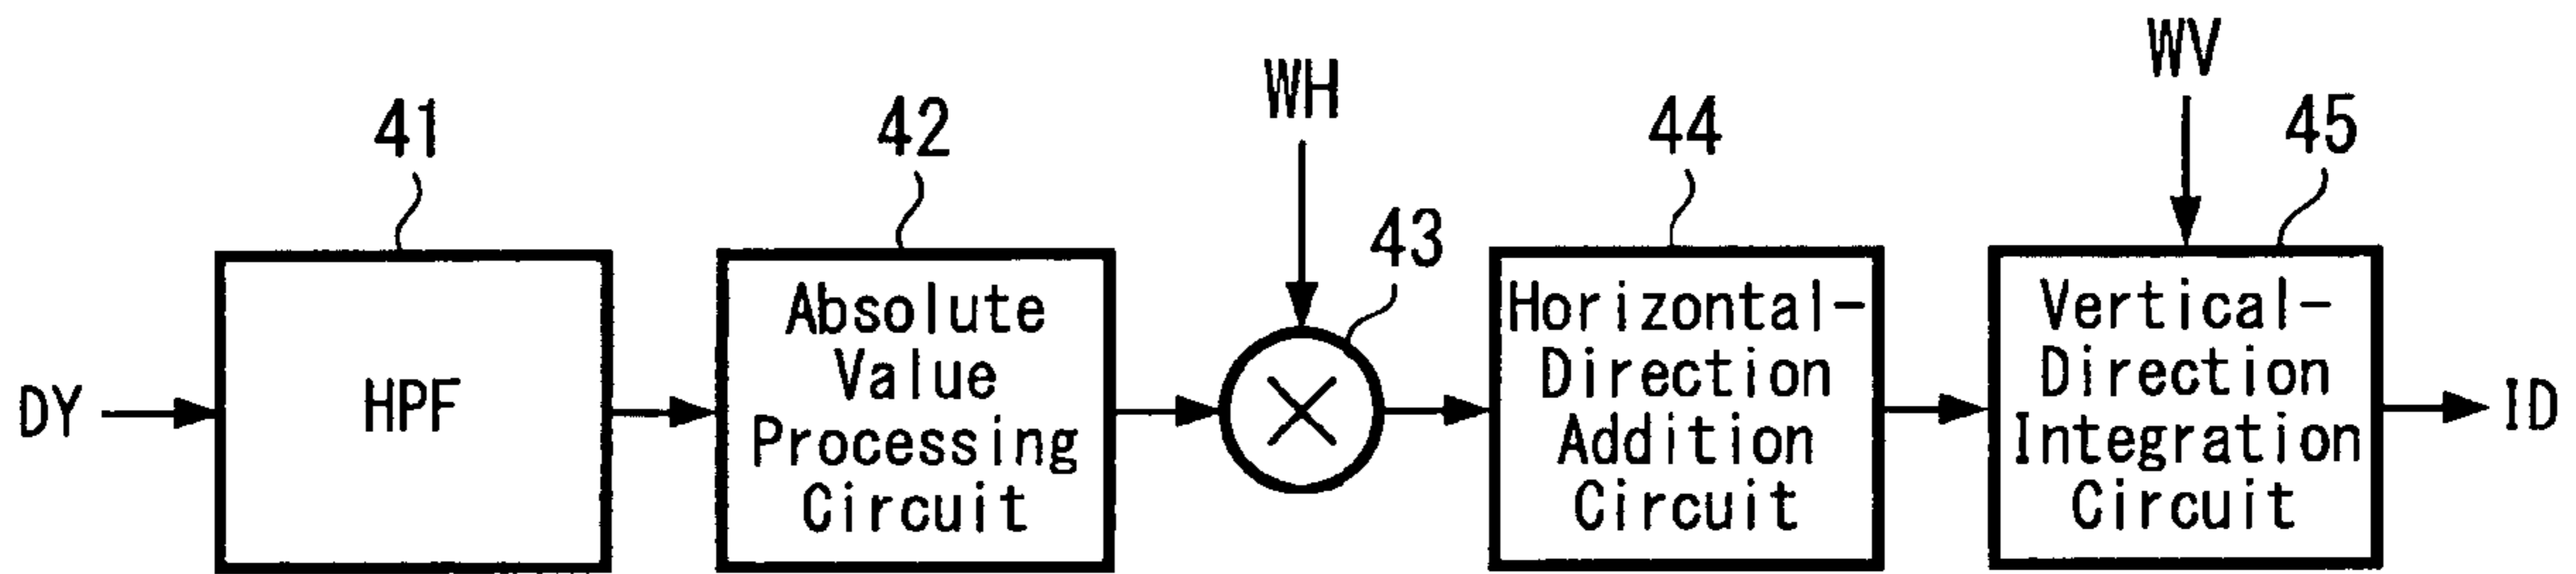 41
42
WH
43
44
WV
45
DY
HPF
Absolute
Value
Processing
Circuit
Horizontal-
Direction
Addition
Circuit
Vertical-
Direction
Integration
Circuit
ID